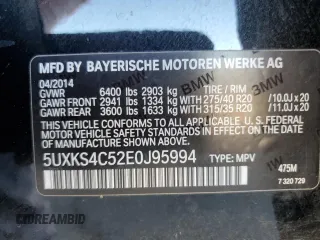 MFD BY BAYERISCHE MOTOREN WERKE AG
04/2014
GVWR 6400 lbs 2903 kg TIRE / RIM
GAWR FRONT 2941 lbs 1334 kg WITH 275/40 R20 /10.0J x 20
GAWR REAR 3600 lbs 1633 kg WITH 315/35 R20 /11.0J x 20
THIS VEHICLE CONFORMS TO ALL APPLICABLE U.S. FEDERAL
MOTOR VEHICLE SAFETY STANDARDS IN EFFECT ON THE
DATE OF MANUFACTURE SHOWN ABOVE.
5UXKS4C52E0J95994 TYPE: MPV 475M
7 320 729
BMW
BMW
CIDREAMBID